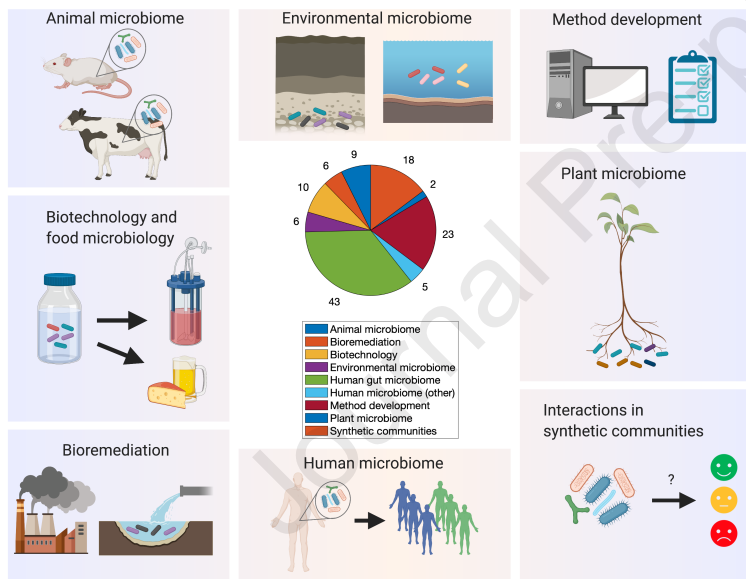 Animal microbiome
Environmental microbiome
Method development
Plant microbiome
Biotechnology and
food microbiology
9
18
6
2
10
6
23
5
43
Animal microbiome
Bioremediation
Biotechnology
Environmental microbiome
Human gut microbiome
Human microbiome (other)
Method development
Plant microbiome
Synthetic communities
Interactions in
synthetic communities
?
Bioremediation
Human microbiome
Journal Pre-p